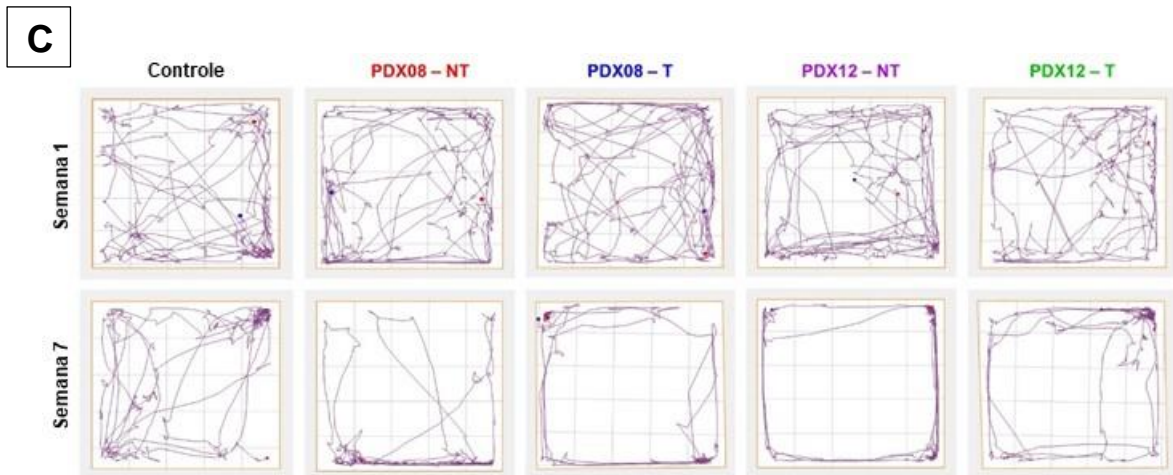 C
Controle
PDX08 – NT
PDX08 – T
PDX12 – NT
PDX12 – T
Semana 1
Semana 7